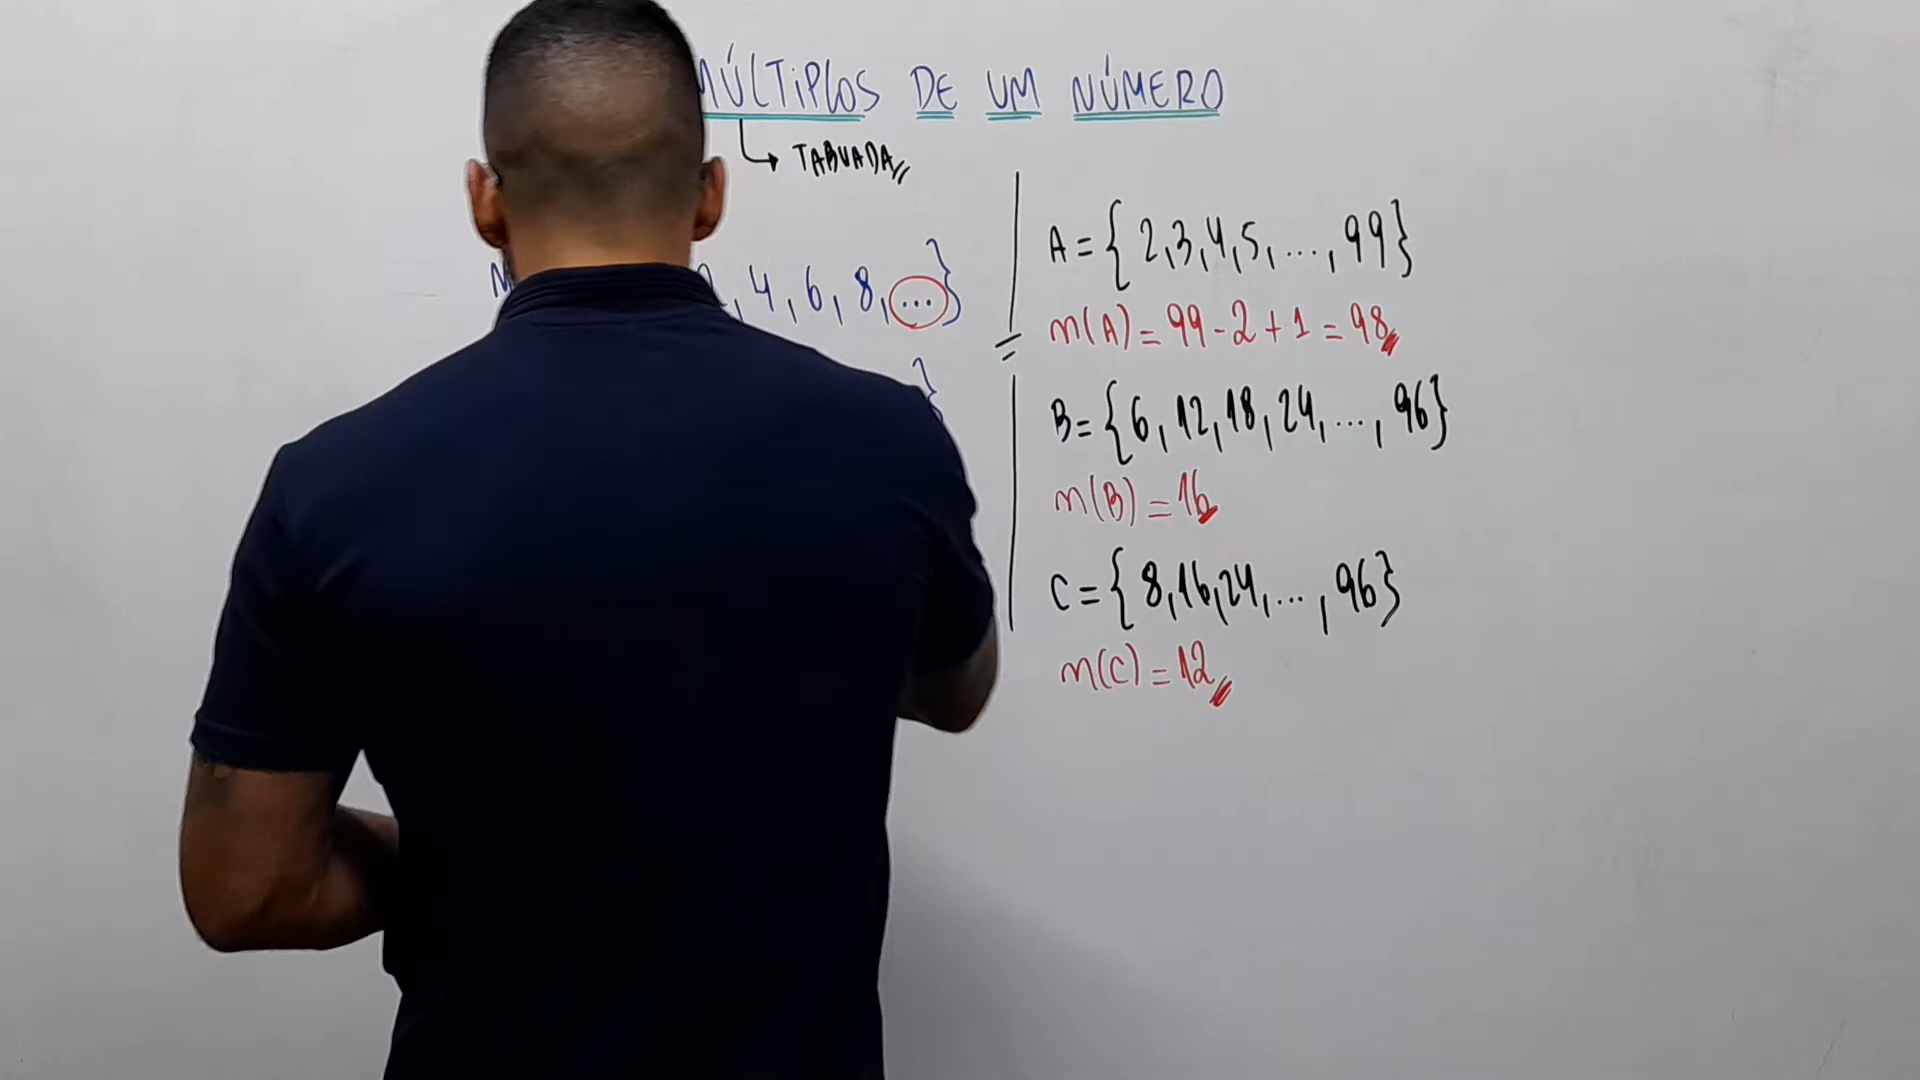 MÚLTIPLOS DE UM NÚMERO
TABUADA
, 4, 6, 8, ...}
}
A = {2,3,4,5,...,99}
n(A) = 99 - 2 + 1 = 98
B = {6,12,18,24,...,96}
n(B) = 16
C = {8,16,24,...,96}
n(C) = 12